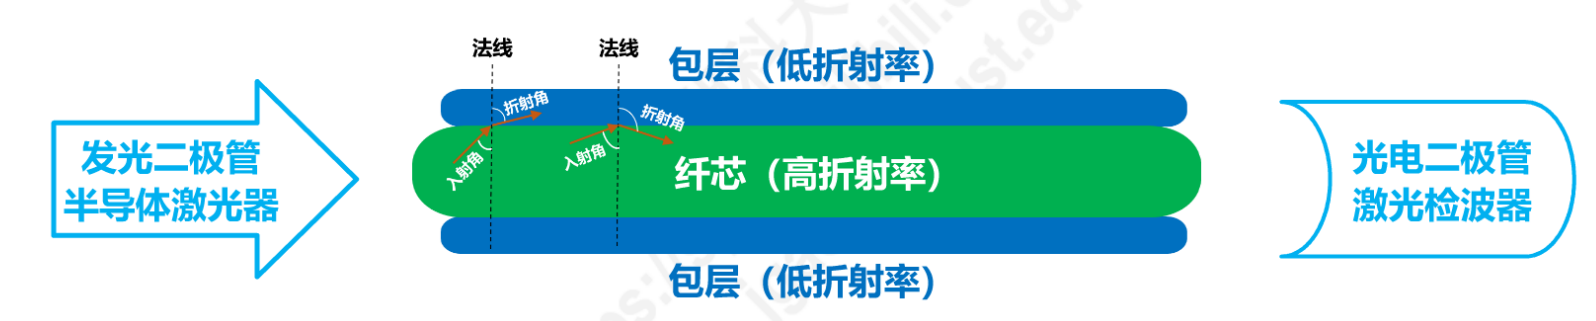 法线
法线
包层（低折射率）
折射角
折射角
入射角
入射角
发光二极管
半导体激光器
纤芯（高折射率）
光电二极管
激光检波器
包层（低折射率）